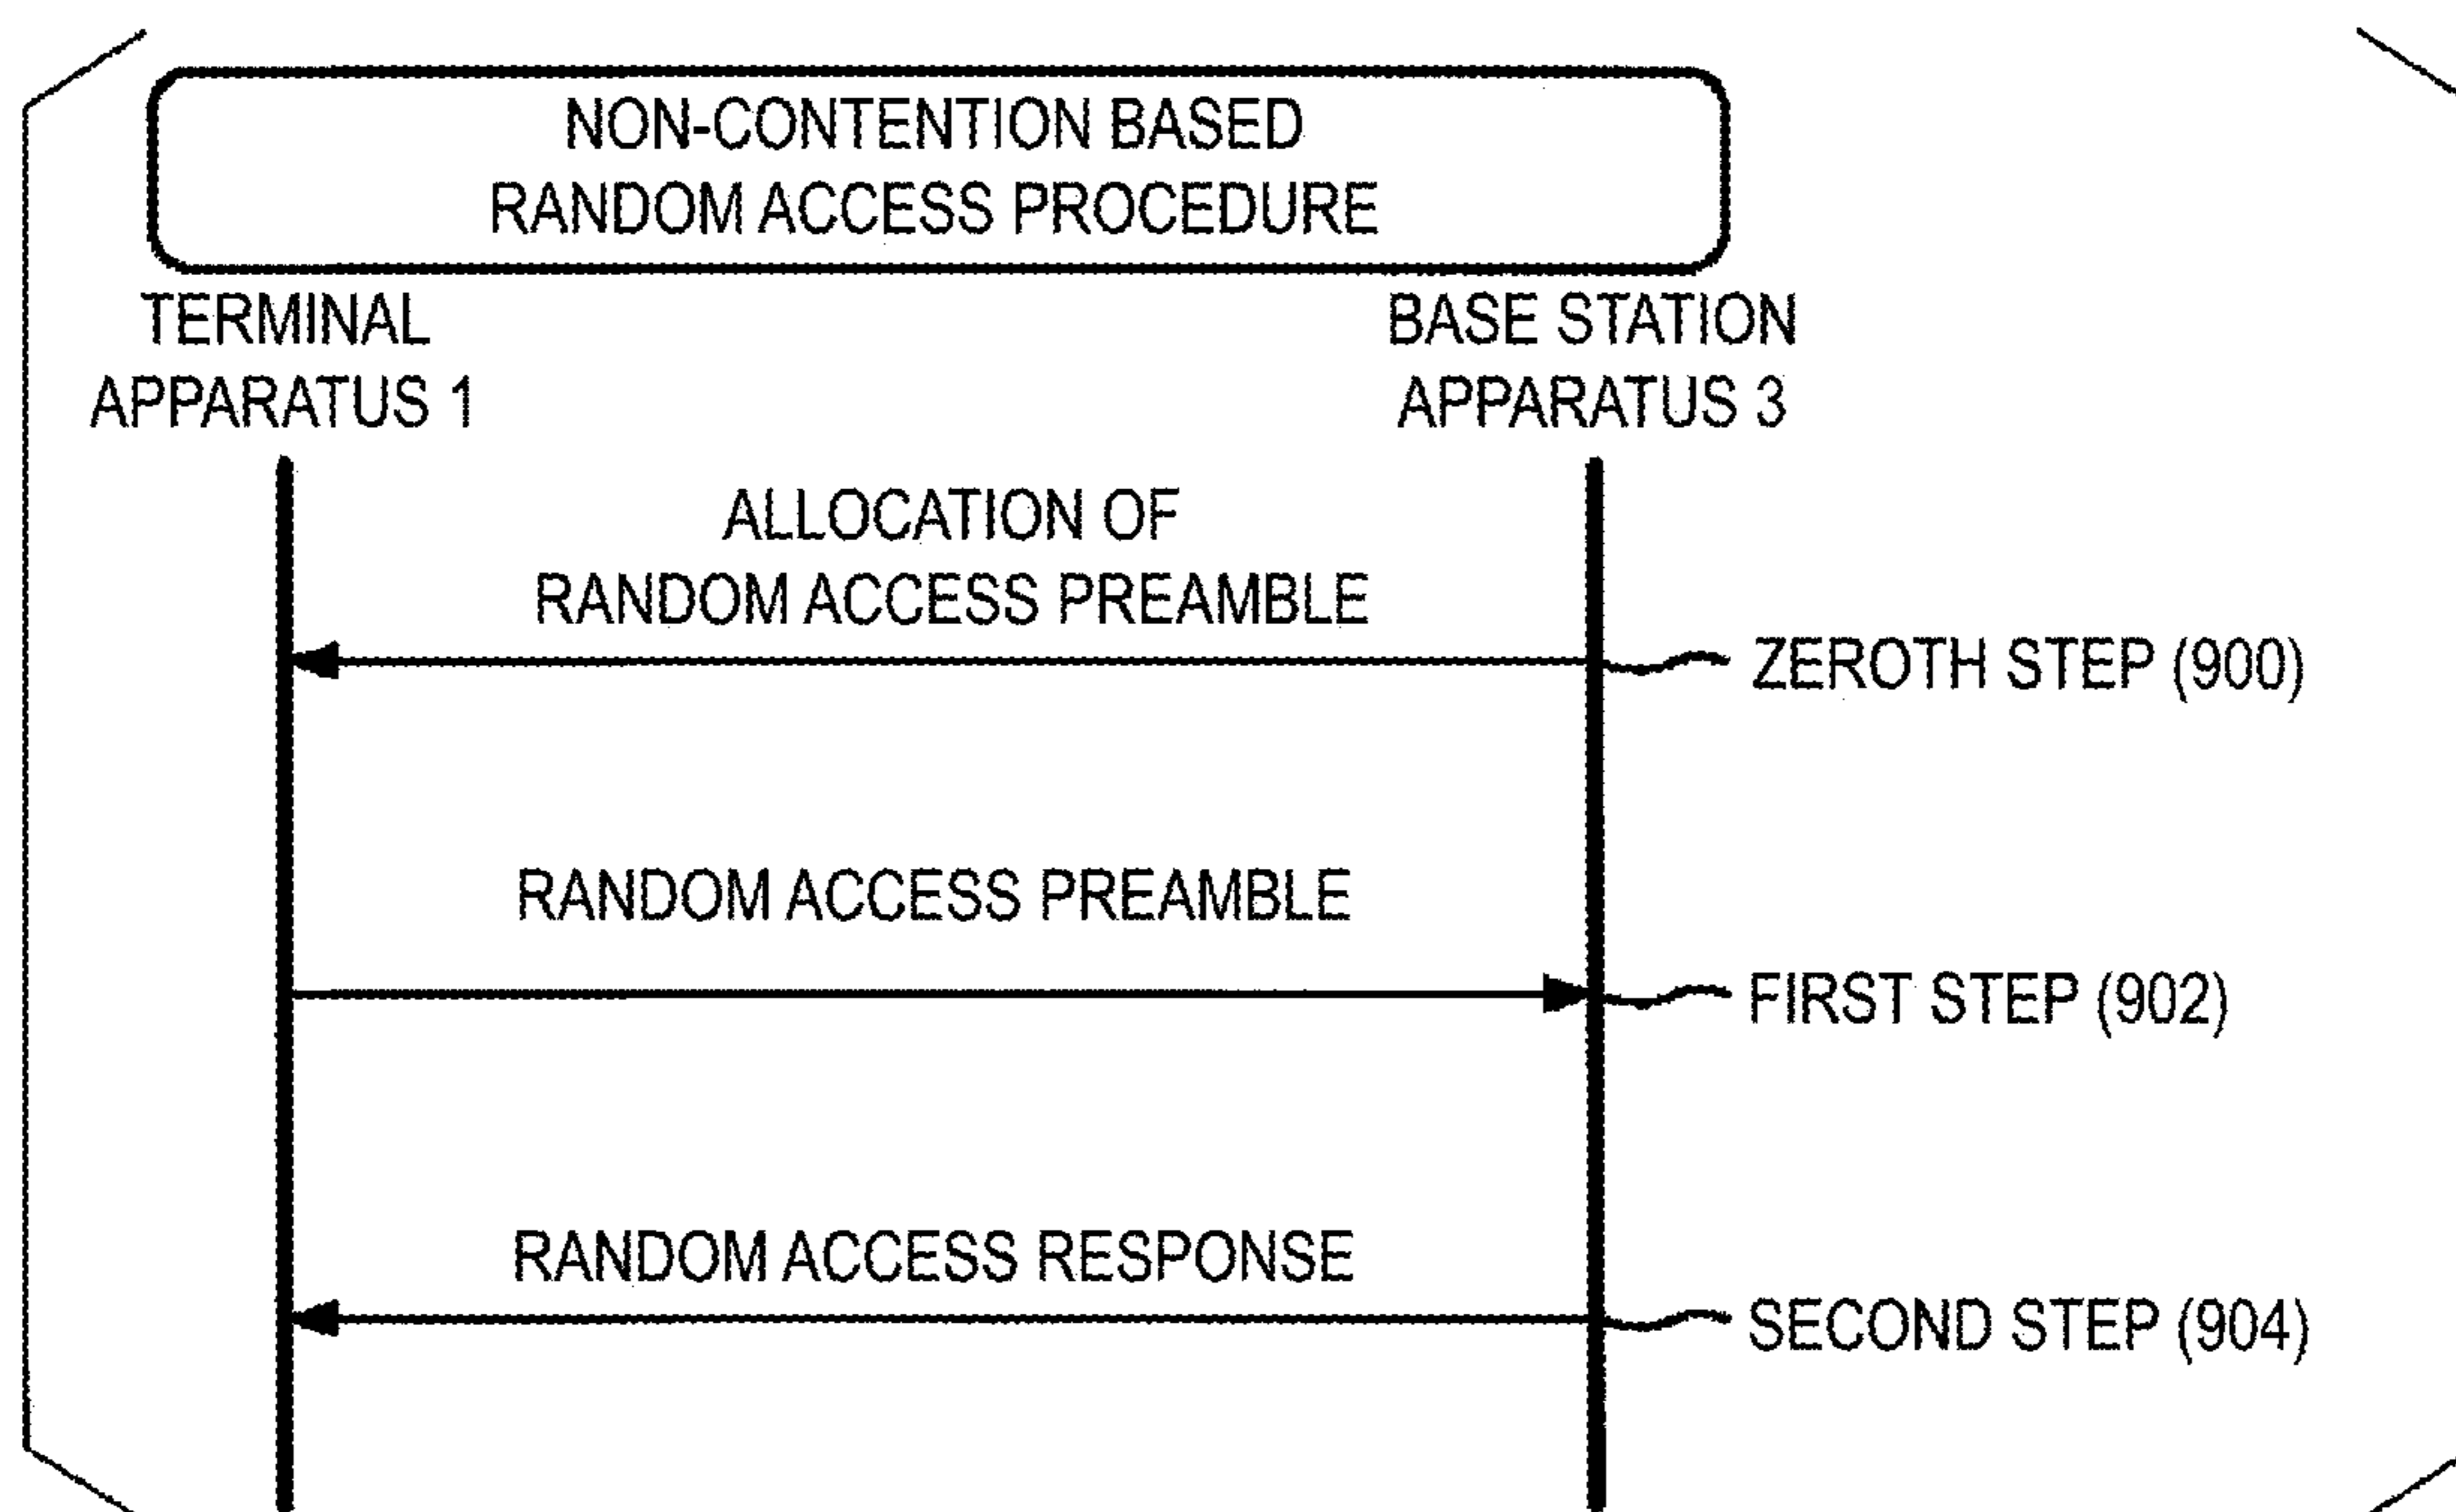 NON-CONTENTION BASED
RANDOM ACCESS PROCEDURE
TERMINAL
APPARATUS 1
BASE STATION
APPARATUS 3
ALLOCATION OF
RANDOM ACCESS PREAMBLE
ZEROTH STEP (900)
RANDOM ACCESS PREAMBLE
FIRST STEP (902)
RANDOM ACCESS RESPONSE
SECOND STEP (904)